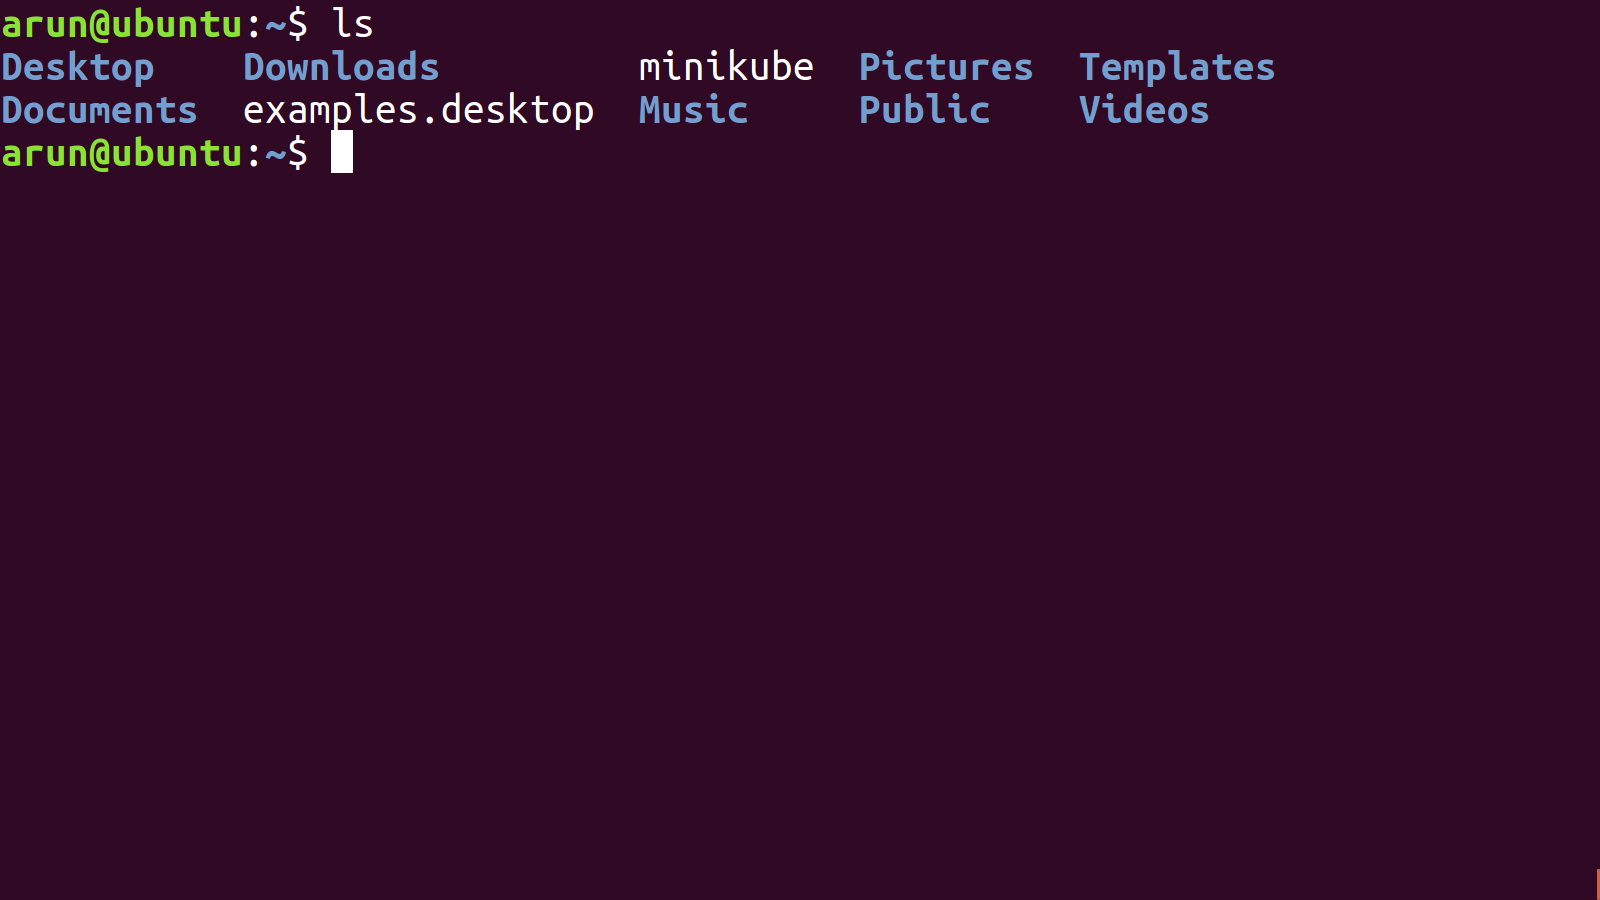 arun@ubuntu:~$ ls
Desktop    Downloads         minikube  Pictures  Templates
Documents  examples.desktop  Music     Public    Videos
arun@ubuntu:~$